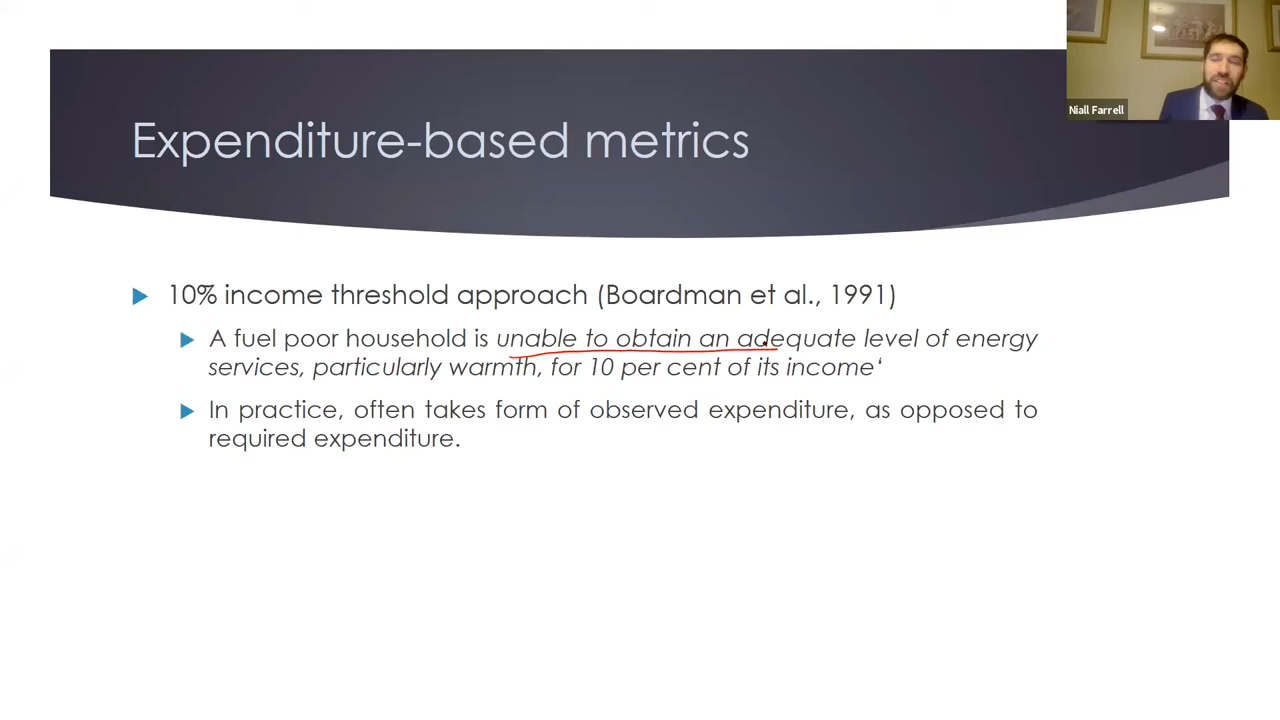 Niall Farrell
Expenditure-based metrics
10% income threshold approach (Boardman et al., 1991)
A fuel poor household is unable to obtain an adequate level of energy
services, particularly warmth, for 10 per cent of its income‘
In practice, often takes form of observed expenditure, as opposed to
required expenditure.